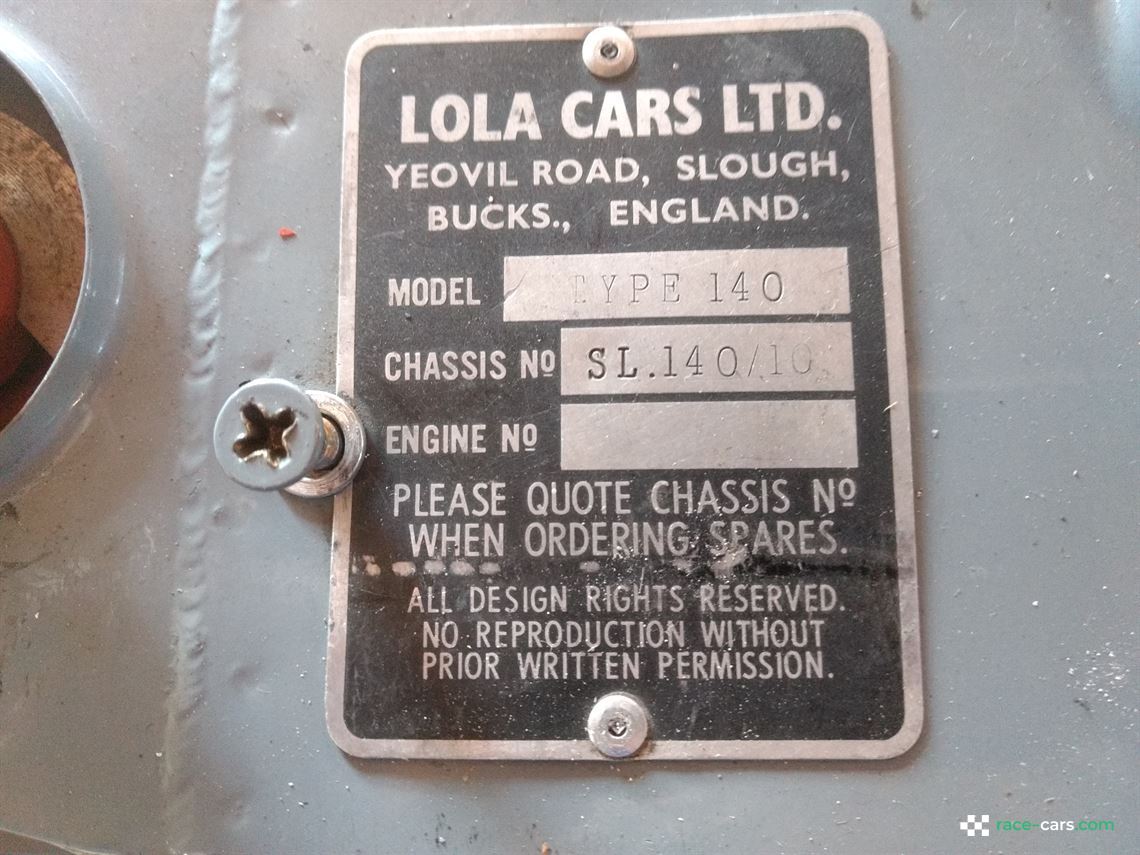 LOLA CARS LTD.
YEOVIL ROAD, SLOUGH,
BUCKS., ENGLAND.
MODEL TYPE 140
CHASSIS Nº SL.140/10
ENGINE Nº
PLEASE QUOTE CHASSIS Nº
WHEN ORDERING SPARES.
ALL DESIGN RIGHTS RESERVED.
NO REPRODUCTION WITHOUT
PRIOR WRITTEN PERMISSION.
race-cars.com